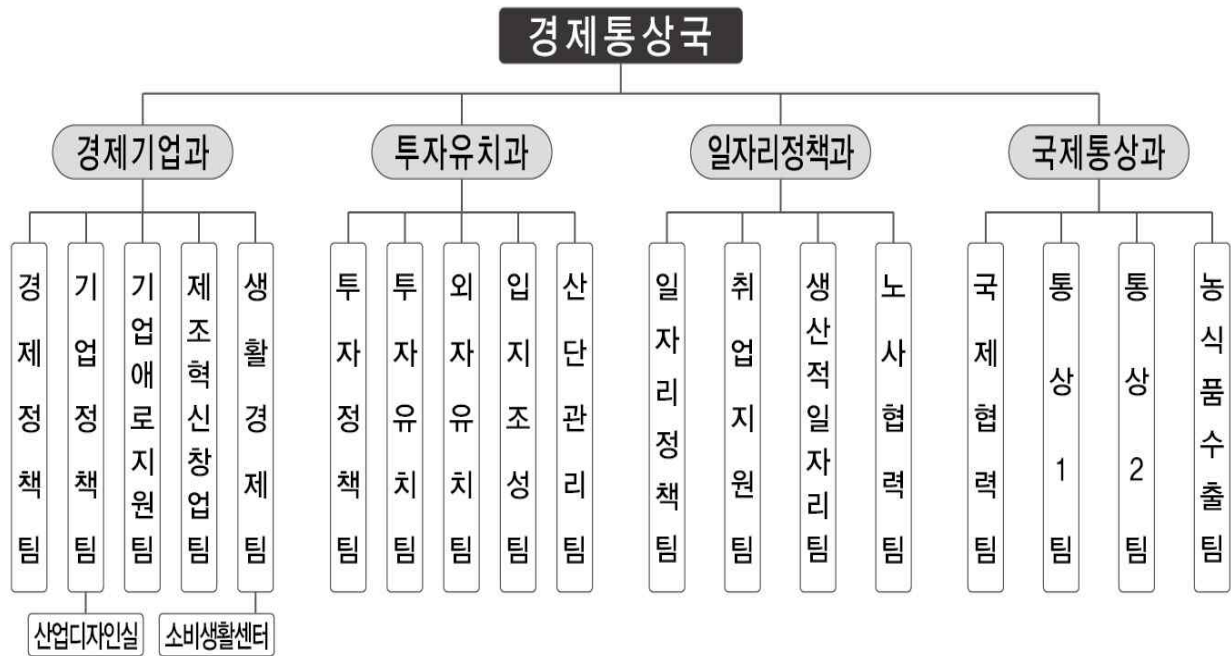 경제통상국
경제기업과
투자유치과
일자리정책과
국제통상과
경제정책팀
기업정책팀
기업애로지원팀
제조혁신창업팀
생활경제팀
투자정책팀
투자유치팀
외자유치팀
입지조성팀
산단관리팀
일자리정책팀
취업지원팀
생산적일자리팀
노사협력팀
국제협력팀
통상1팀
통상2팀
농식품수출팀
산업디자인실
소비생활센터